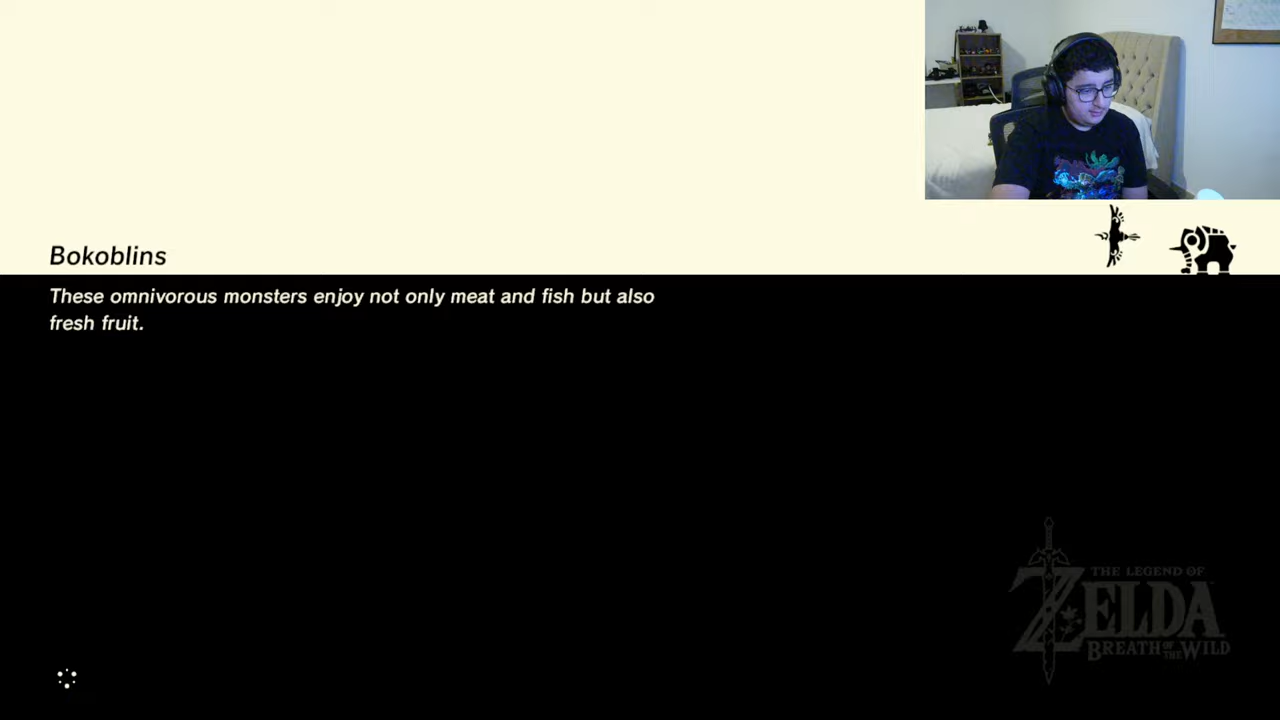 Bokoblins
These omnivorous monsters enjoy not only meat and fish but also
fresh fruit.
THE LEGEND OF
ZELDA
BREATH OF THE WILD